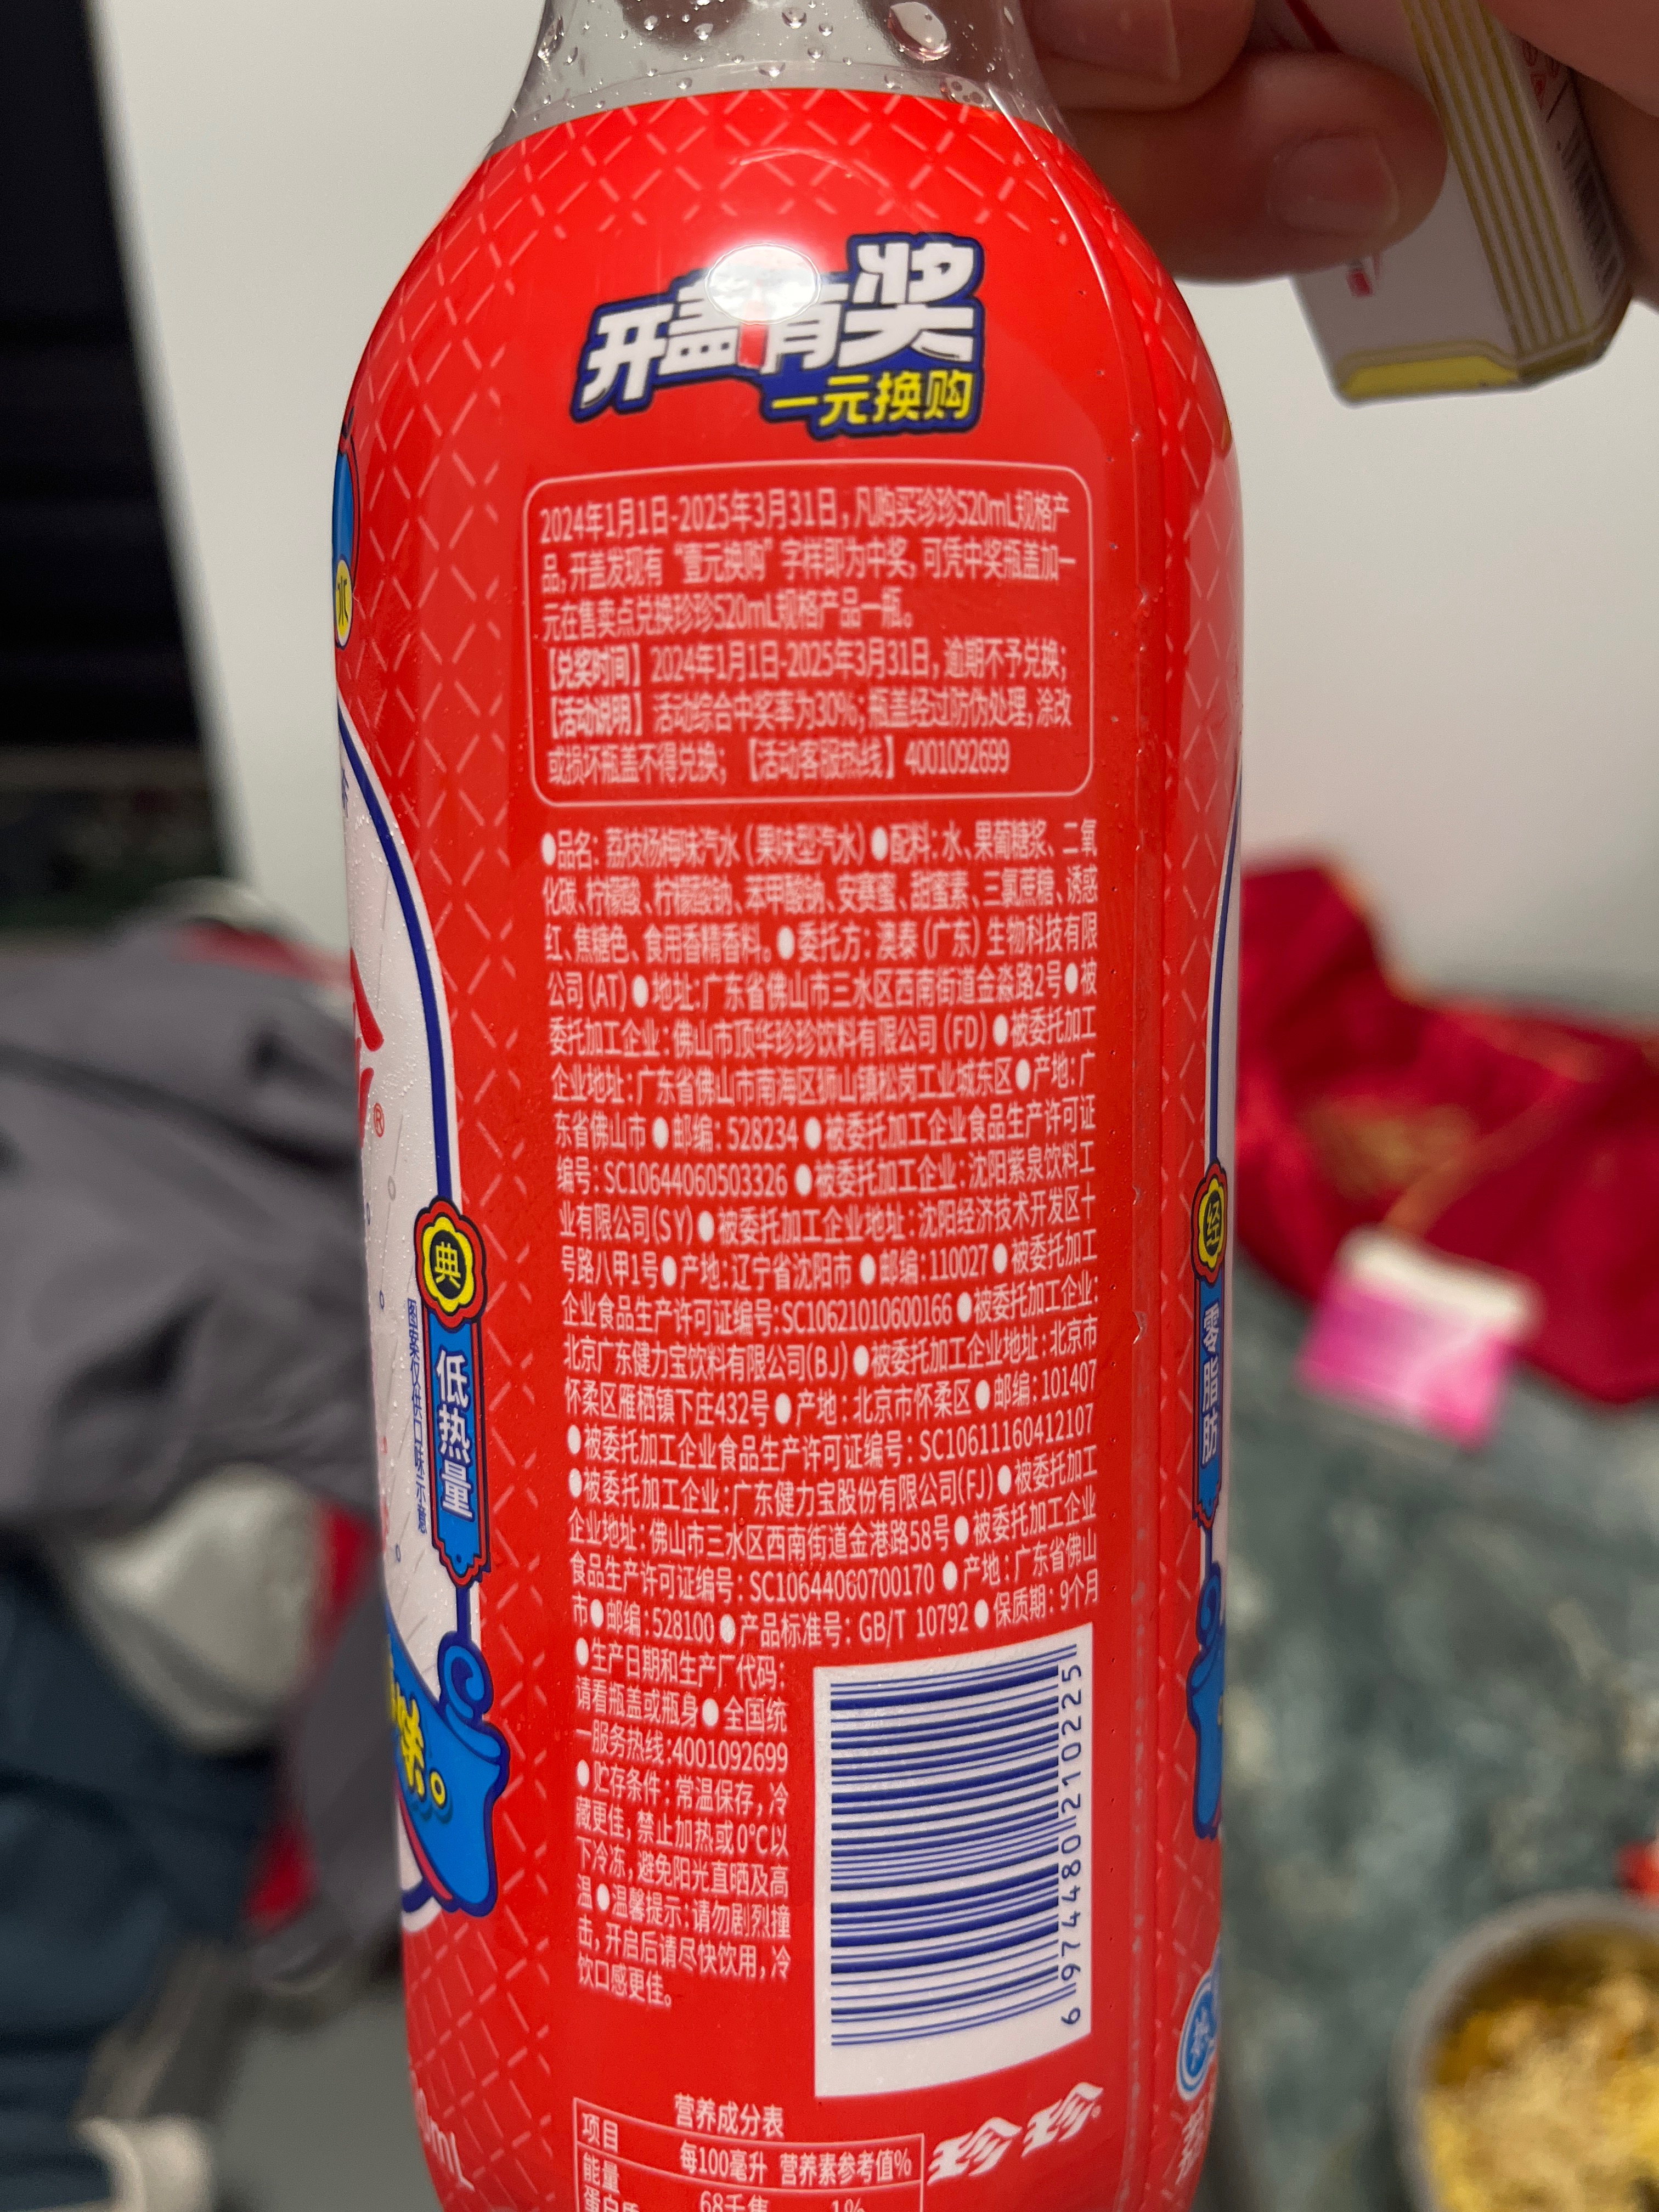 开盖有奖
一元换购
2024年1月1日-2025年3月31日，凡购买珍珍520mL规格产
品，开盖发现有“壹元换购”字样即为中奖，可凭中奖瓶盖加一
元在售卖点兑换珍珍520mL规格产品一瓶。
【兑奖时间】2024年1月1日-2025年3月31日，逾期不予兑换；
【活动说明】活动综合中奖率为30%；瓶盖经过防伪处理，涂改
或损坏瓶盖不得兑换；【活动客服热线】4001092699
●品名：荔枝杨梅味汽水（果味型汽水）●配料：水、果葡糖浆、二氧
化碳、柠檬酸、柠檬酸钠、苯甲酸钠、安赛蜜、甜蜜素、三氯蔗糖、诱惑
红、焦糖色、食用香精香料。●委托方：澳泰（广东）生物科技有限
公司(AT)●地址：广东省佛山市三水区西南街道金淼路2号●被
委托加工企业：佛山市顶华珍珍饮料有限公司(FD)●被委托加工
企业地址：广东省佛山市南海区狮山镇松岗工业城东区●产地：广
东省佛山市●邮编：528234●被委托加工企业食品生产许可证
编号：SC10644060503326●被委托加工企业：沈阳紫泉饮料工
业有限公司(SY)●被委托加工企业地址：沈阳经济技术开发区十
号路八甲1号●产地：辽宁省沈阳市●邮编：110027●被委托加工
企业食品生产许可证编号：SC10621010600166●被委托加工企业：
北京广东健力宝饮料有限公司(BJ)●被委托加工企业地址：北京市
怀柔区雁栖镇下庄432号●产地：北京市怀柔区●邮编：101407
●被委托加工企业食品生产许可证编号：SC10611160412107
●被委托加工企业：广东健力宝股份有限公司(FJ)●被委托加工
企业地址：佛山市三水区西南街道金港路58号●被委托加工企业
食品生产许可证编号：SC10644060700170●产地：广东省佛山
市●邮编：528100●产品标准号：GB/T 10792●保质期：9个月
●生产日期和生产厂代码：
请看瓶盖或瓶身●全国统
一服务热线：4001092699
●贮存条件：常温保存，冷
藏更佳，禁止加热或0°C以
下冷冻，避免阳光直晒及高
温●温馨提示：请勿剧烈撞
击，开启后请尽快饮用，冷
饮口感更佳。
6974480210225
珍珍
营养成分表
项目 每100毫升 营养素参考值%
能量 68千焦 1%
蛋白质
典
低热量
图案仅供口味示意
味。
水
经
零脂肪
mL